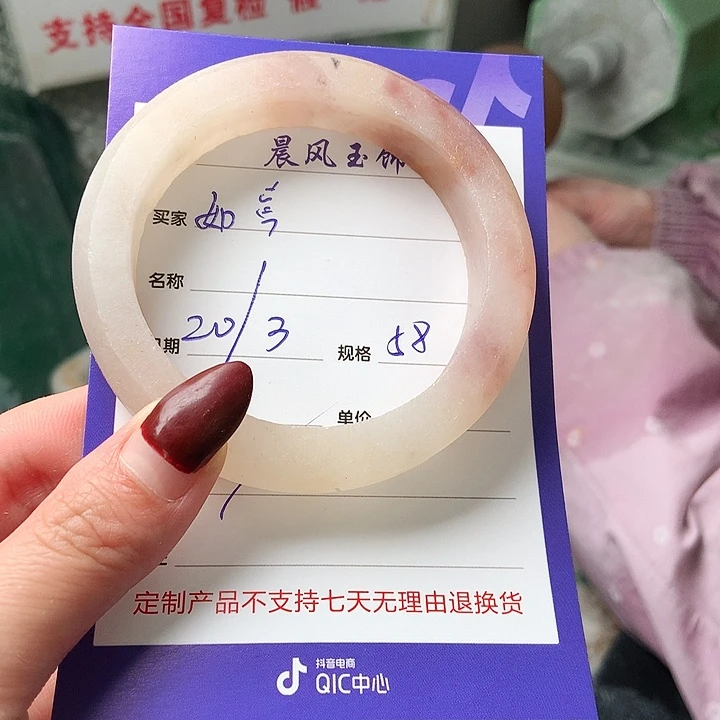 支持全国复检
晨风玉饰
买家 如
名称
期 20/3 规格 58
单价
定制产品不支持七天无理由退换货
抖音电商
QIC中心